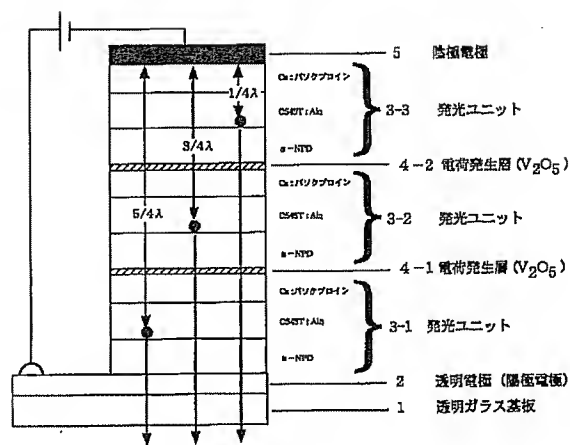 5 陰極電極
Cs:バソクプロイン
1/4λ
C545T:Alq
3-3 発光ユニット
3/4λ
α-NPD
4-2 電荷発生層(V₂O₅)
Cs:バソクプロイン
5/4λ
C545T:Alq
3-2 発光ユニット
α-NPD
4-1 電荷発生層(V₂O₅)
Cs:バソクプロイン
C545T:Alq
3-1 発光ユニット
α-NPD
2 透明電極(陽極電極)
1 透明ガラス基板